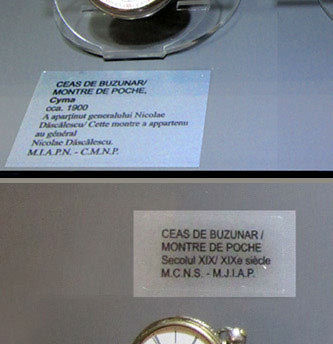 CEAS DE BUZUNAR/
MONTRE DE POCHE,
Cyma
cca. 1900
A aparţinut generalului Nicolae
Dăscălescu/ Cette montre a appartenu
au général
Nicolae Dăscălescu.
M.I.A.P.N. - C.M.N.P.
CEAS DE BUZUNAR /
MONTRE DE POCHE
Secolul XIX/ XIXe siècle
M.C.N.S. - M.J.I.A.P.